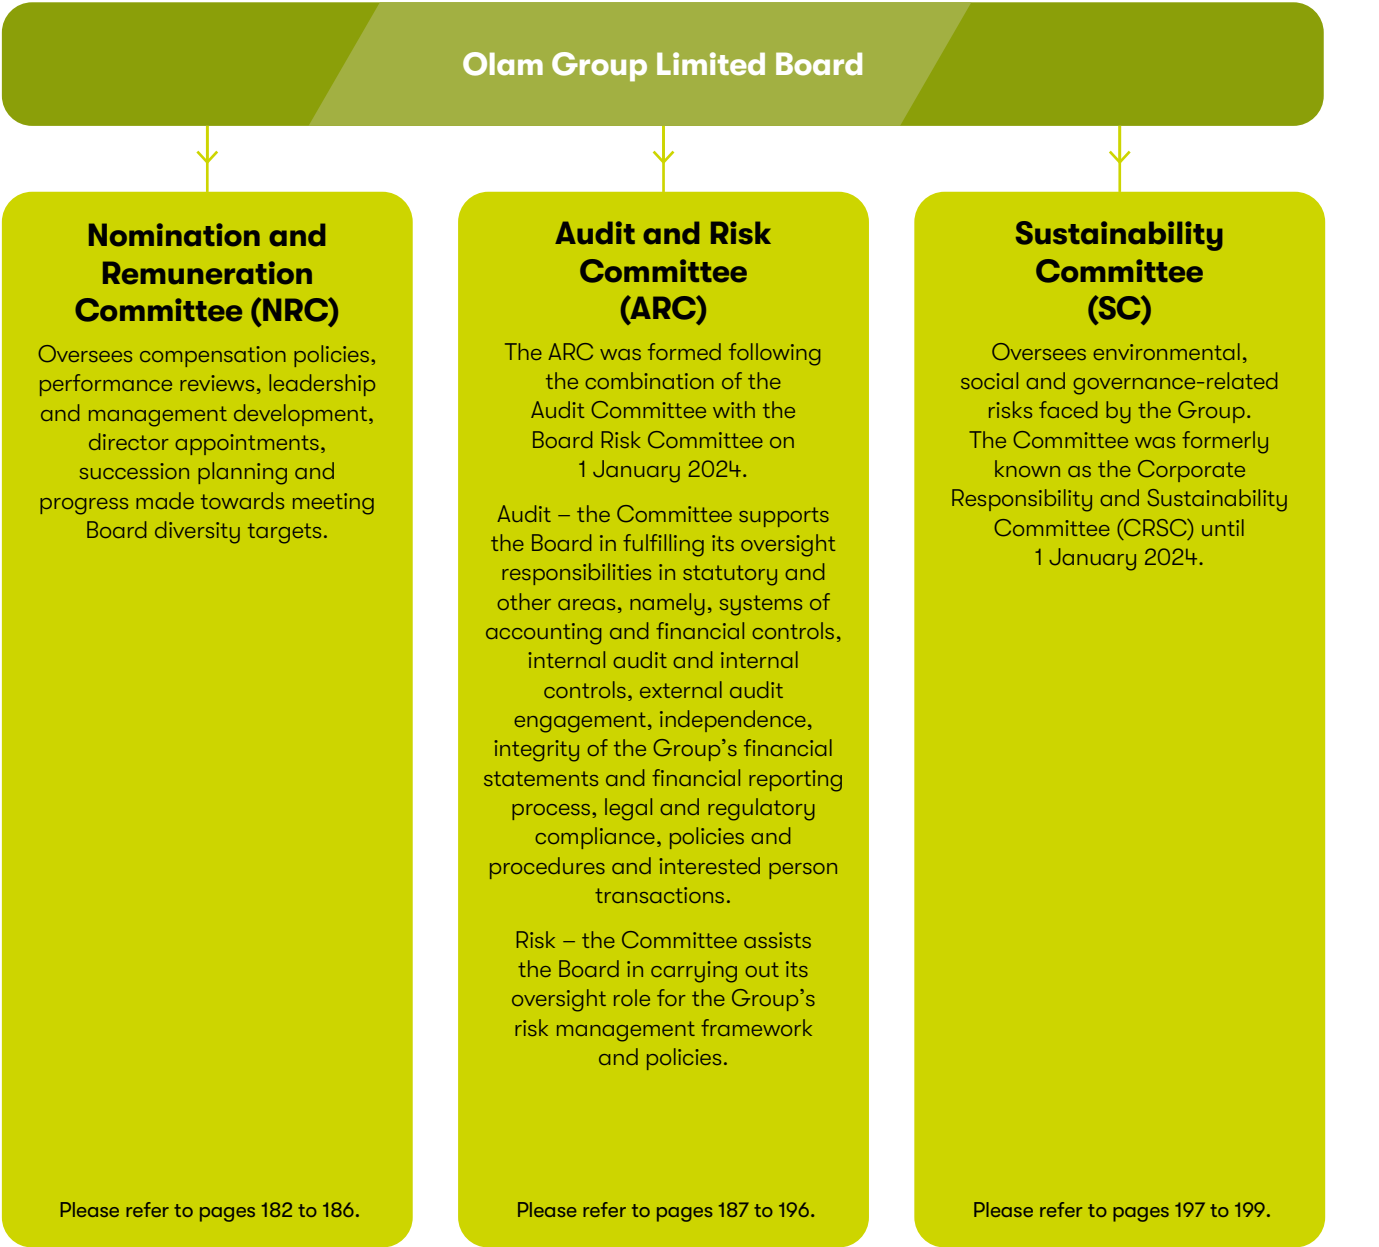 Olam Group Limited Board
Nomination and
Remuneration
Committee (NRC)
Oversees compensation policies,
performance reviews, leadership
and management development,
director appointments,
succession planning and
progress made towards meeting
Board diversity targets.
Please refer to pages 182 to 186.
Audit and Risk
Committee
(ARC)
The ARC was formed following
the combination of the
Audit Committee with the
Board Risk Committee on
1 January 2024.
Audit – the Committee supports
the Board in fulfilling its oversight
responsibilities in statutory and
other areas, namely, systems of
accounting and financial controls,
internal audit and internal
controls, external audit
engagement, independence,
integrity of the Group’s financial
statements and financial reporting
process, legal and regulatory
compliance, policies and
procedures and interested person
transactions.
Risk – the Committee assists
the Board in carrying out its
oversight role for the Group’s
risk management framework
and policies.
Please refer to pages 187 to 196.
Sustainability
Committee
(SC)
Oversees environmental,
social and governance-related
risks faced by the Group.
The Committee was formerly
known as the Corporate
Responsibility and Sustainability
Committee (CRSC) until
1 January 2024.
Please refer to pages 197 to 199.